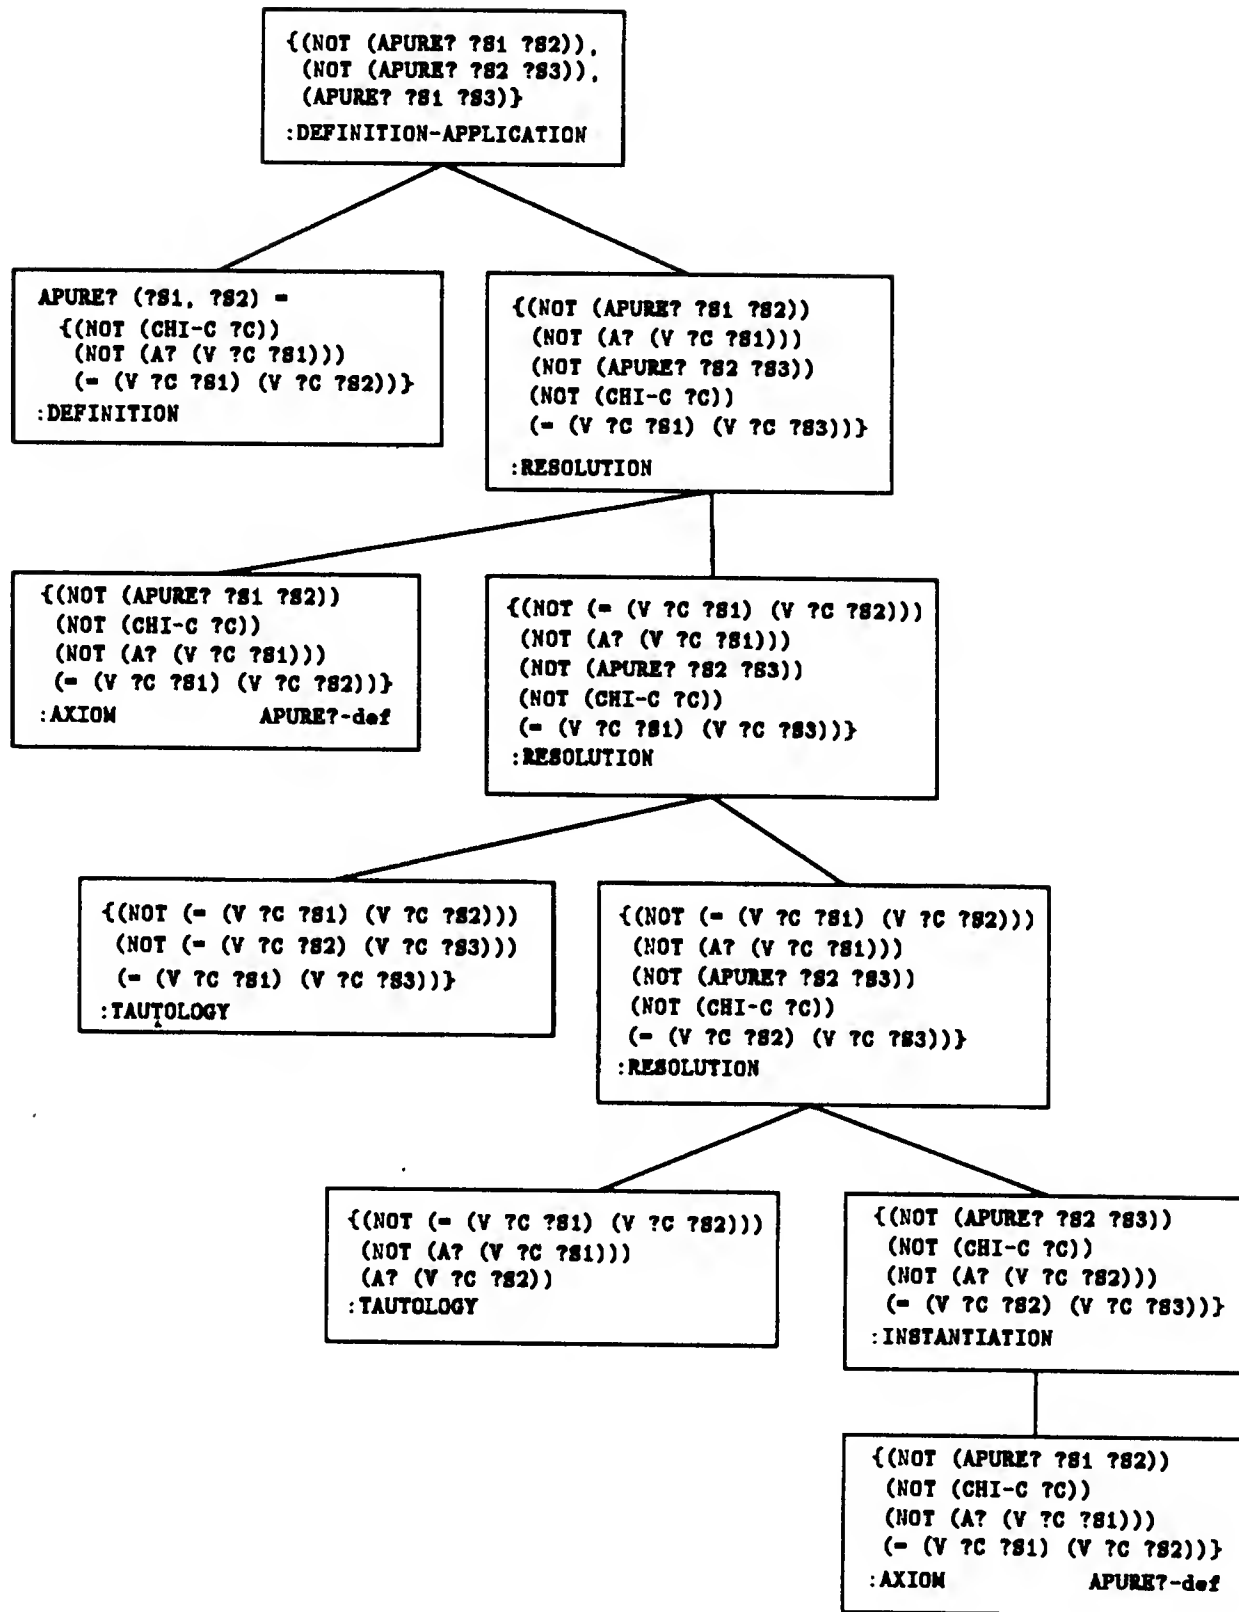 {(NOT (APURE? ?S1 ?S2)),
(NOT (APURE? ?S2 ?S3)),
(APURE? ?S1 ?S3)}
:DEFINITION-APPLICATION
APURE? (?S1, ?S2) =
{(NOT (CHI-C ?C))
(NOT (A? (V ?C ?S1)))
(= (V ?C ?S1) (V ?C ?S2))}
:DEFINITION
{(NOT (APURE? ?S1 ?S2))
(NOT (A? (V ?C ?S1)))
(NOT (APURE? ?S2 ?S3))
(NOT (CHI-C ?C))
(= (V ?C ?S1) (V ?C ?S3))}
:RESOLUTION
{(NOT (APURE? ?S1 ?S2))
(NOT (CHI-C ?C))
(NOT (A? (V ?C ?S1)))
(= (V ?C ?S1) (V ?C ?S2))}
:AXIOM APURE?-def
{(NOT (= (V ?C ?S1) (V ?C ?S2)))
(NOT (A? (V ?C ?S1)))
(NOT (APURE? ?S2 ?S3))
(NOT (CHI-C ?C))
(= (V ?C ?S1) (V ?C ?S3))}
:RESOLUTION
{(NOT (= (V ?C ?S1) (V ?C ?S2)))
(NOT (= (V ?C ?S2) (V ?C ?S3)))
(= (V ?C ?S1) (V ?C ?S3))}
:TAUTOLOGY
{(NOT (= (V ?C ?S1) (V ?C ?S2)))
(NOT (A? (V ?C ?S1)))
(NOT (APURE? ?S2 ?S3))
(NOT (CHI-C ?C))
(= (V ?C ?S2) (V ?C ?S3))}
:RESOLUTION
{(NOT (= (V ?C ?S1) (V ?C ?S2)))
(NOT (A? (V ?C ?S1)))
(A? (V ?C ?S2))
:TAUTOLOGY
{(NOT (APURE? ?S2 ?S3))
(NOT (CHI-C ?C))
(NOT (A? (V ?C ?S2)))
(= (V ?C ?S2) (V ?C ?S3))}
:INSTANTIATION
{(NOT (APURE? ?S1 ?S2))
(NOT (CHI-C ?C))
(NOT (A? (V ?C ?S1)))
(= (V ?C ?S1) (V ?C ?S2))}
:AXIOM APURE?-def